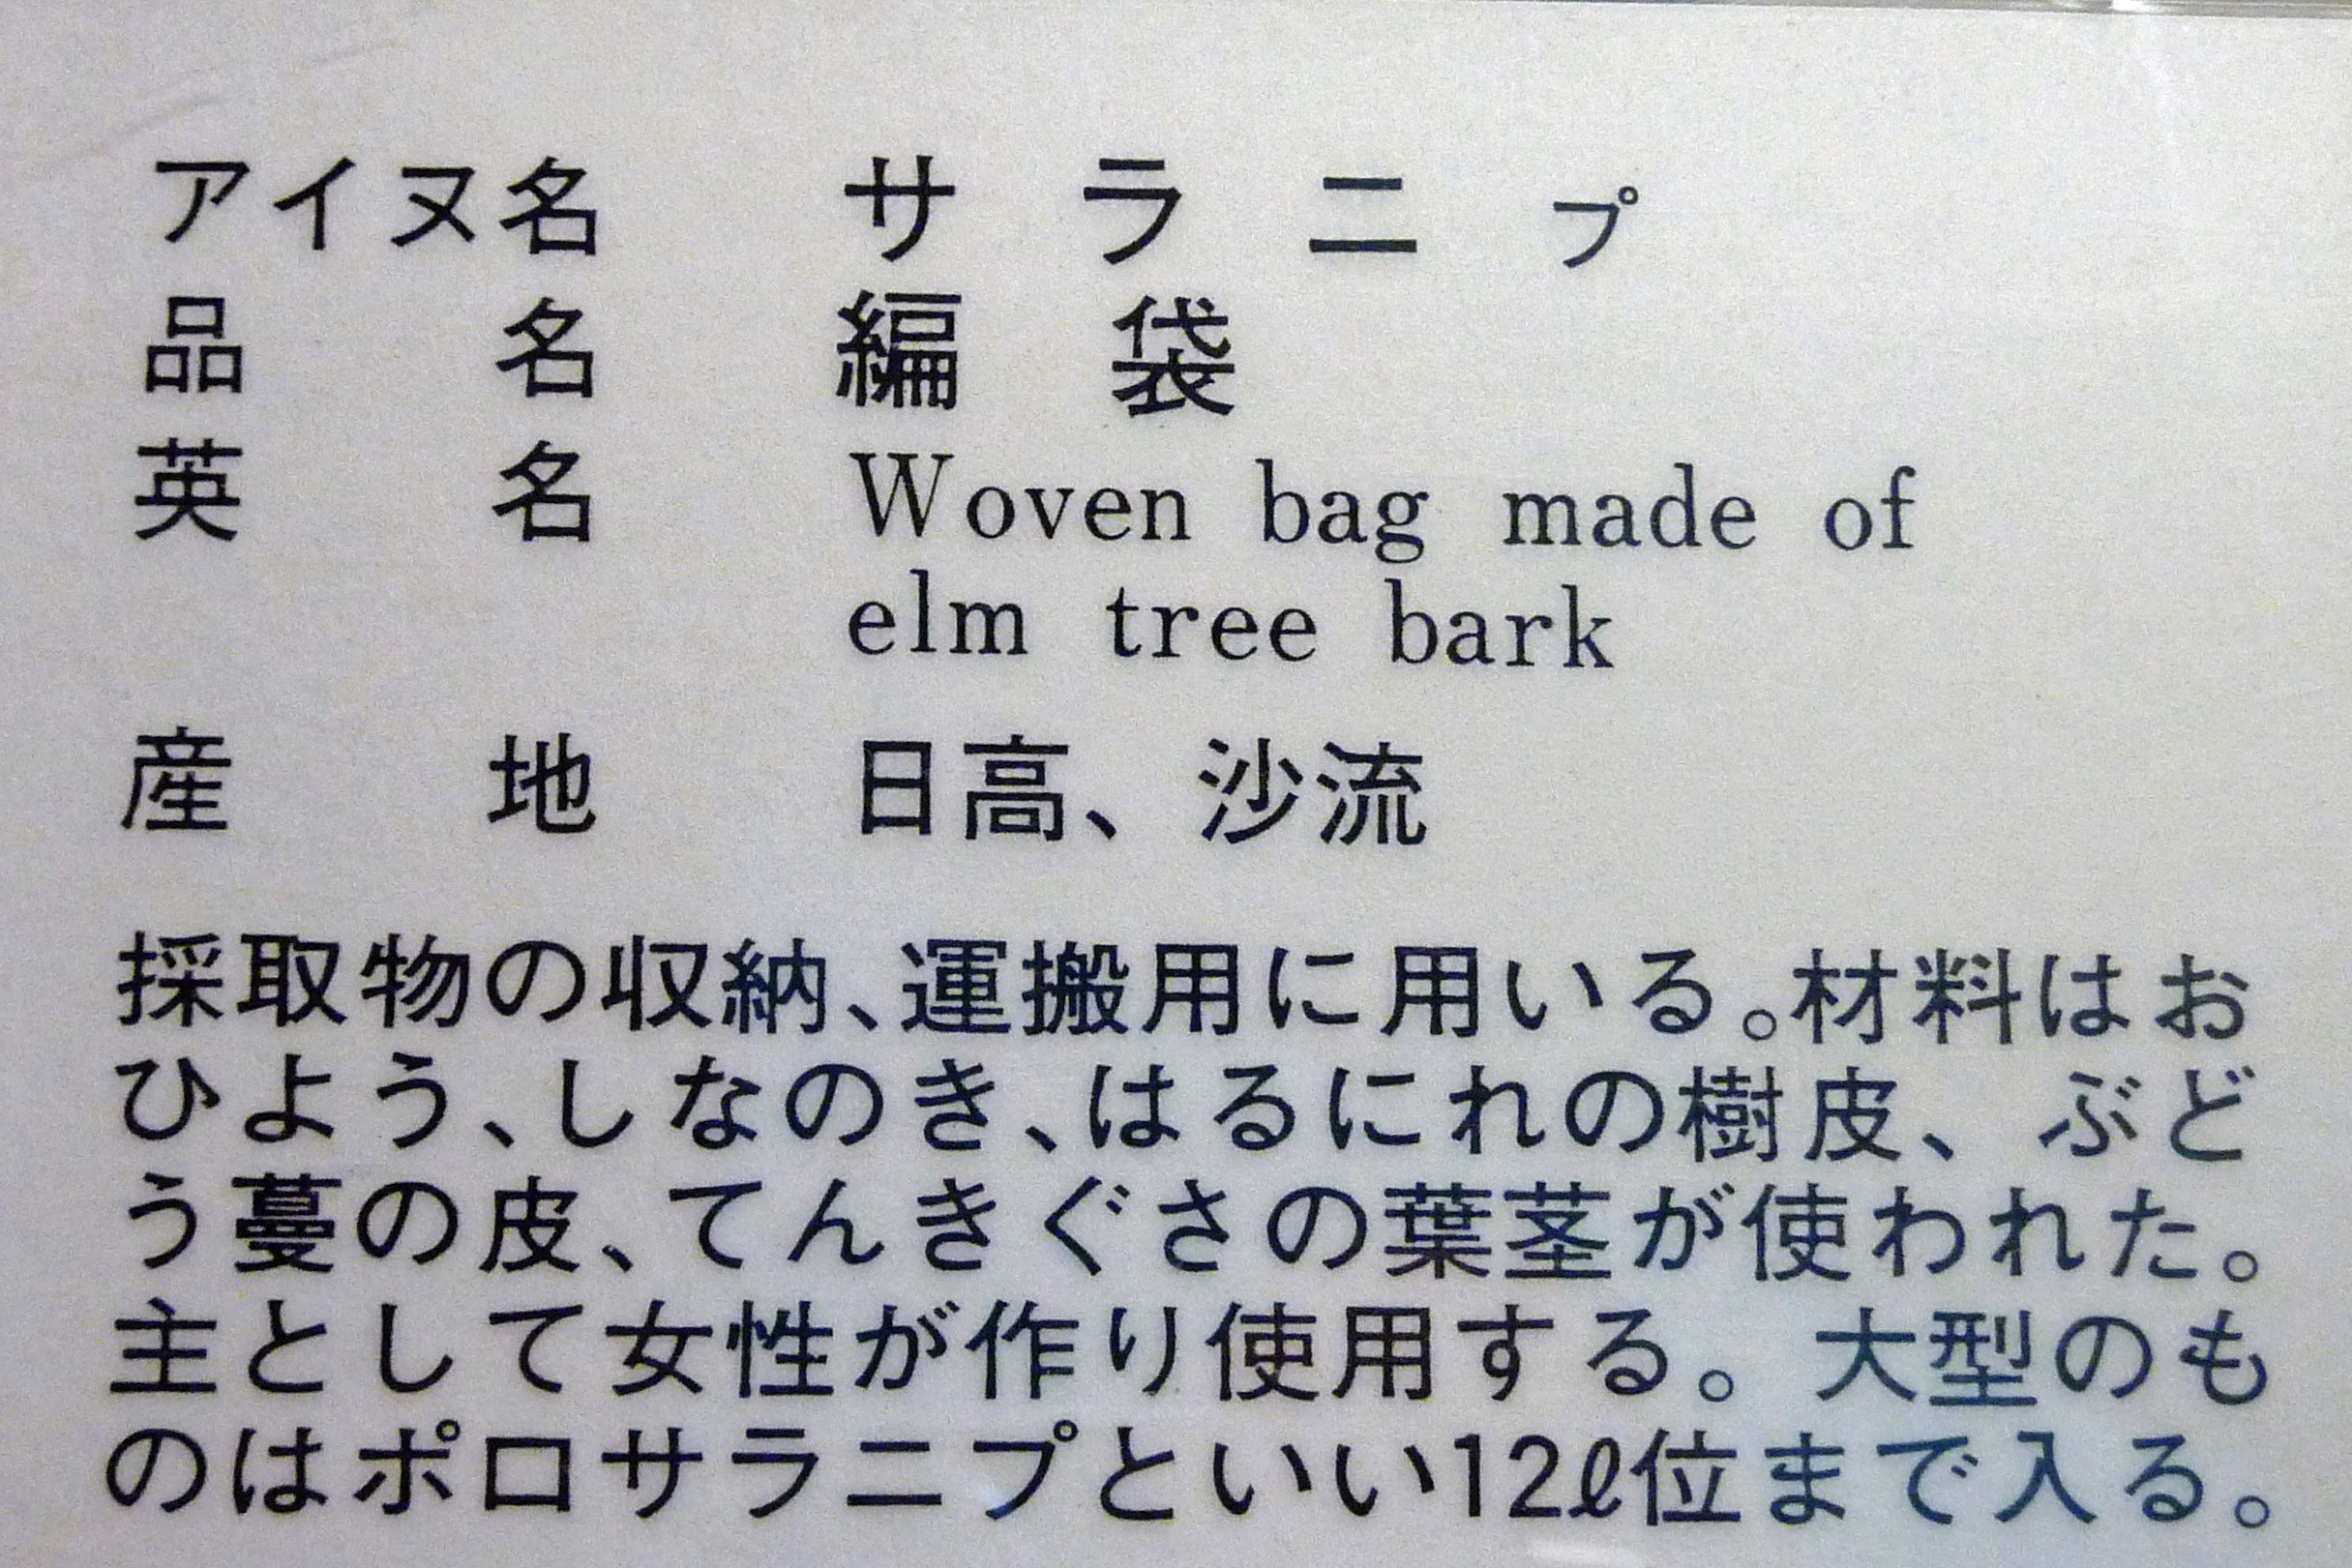 アイヌ名 サラニㇷ゚
品名 編袋
英名 Woven bag made of
elm tree bark
産地 日高、沙流
採取物の収納、運搬用に用いる。材料はお
ひよう、しなのき、はるにれの樹皮、ぶど
う蔓の皮、てんきぐさの葉茎が使われた。
主として女性が作り使用する。大型のも
のはポロサラニプといい12ℓ位まで入る。